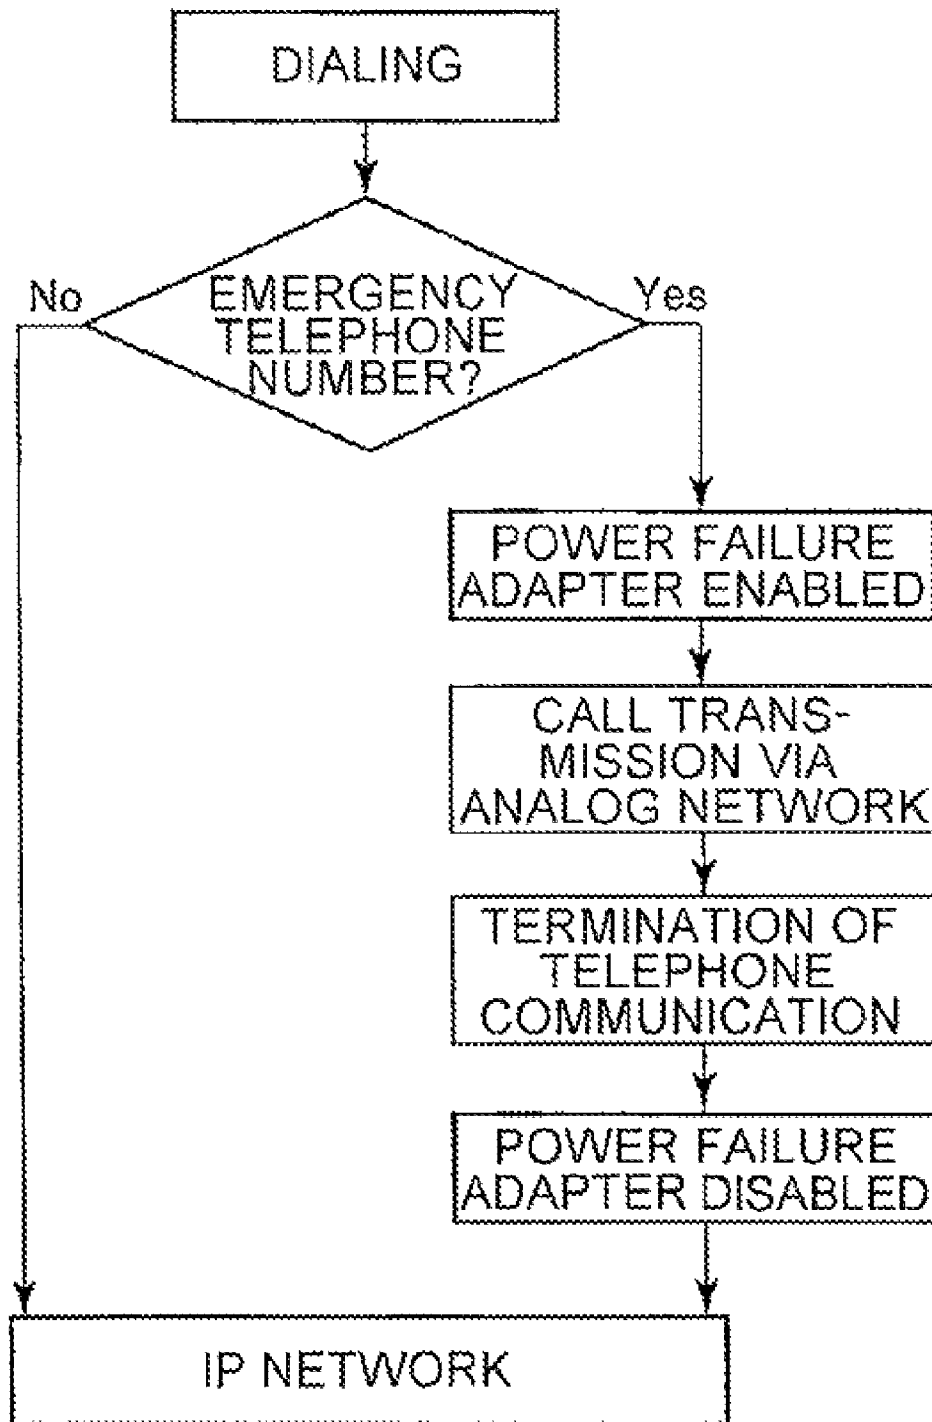 DIALING
No
Yes
EMERGENCY
TELEPHONE
NUMBER?
POWER FAILURE
ADAPTER ENABLED
CALL TRANS-
MISSION VIA
ANALOG NETWORK
TERMINATION OF
TELEPHONE
COMMUNICATION
POWER FAILURE
ADAPTER DISABLED
IP NETWORK